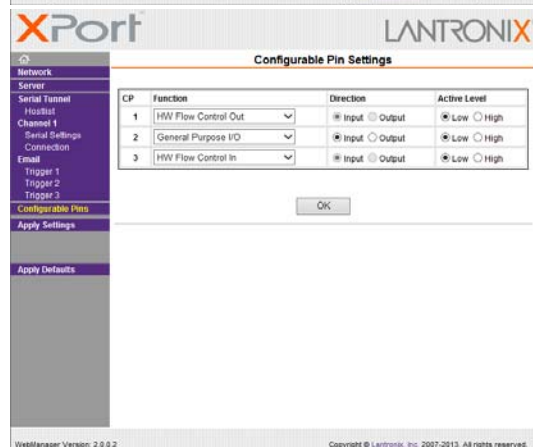 XPort
LANTRONIX
Configurable Pin Settings
Network
Server
Serial Tunnel
Hostlist
Channel 1
Serial Settings
Connection
Email
Trigger 1
Trigger 2
Trigger 3
Configurable Pins
Apply Settings
Apply Defaults
CP Function Direction Active Level
1 HW Flow Control Out Input Output Low High
2 General Purpose I/O Input Output Low High
3 HW Flow Control In Input Output Low High
OK
WebManager Version: 2.0.0.2
Copyright © Lantronix, Inc. 2007-2013. All rights reserved.